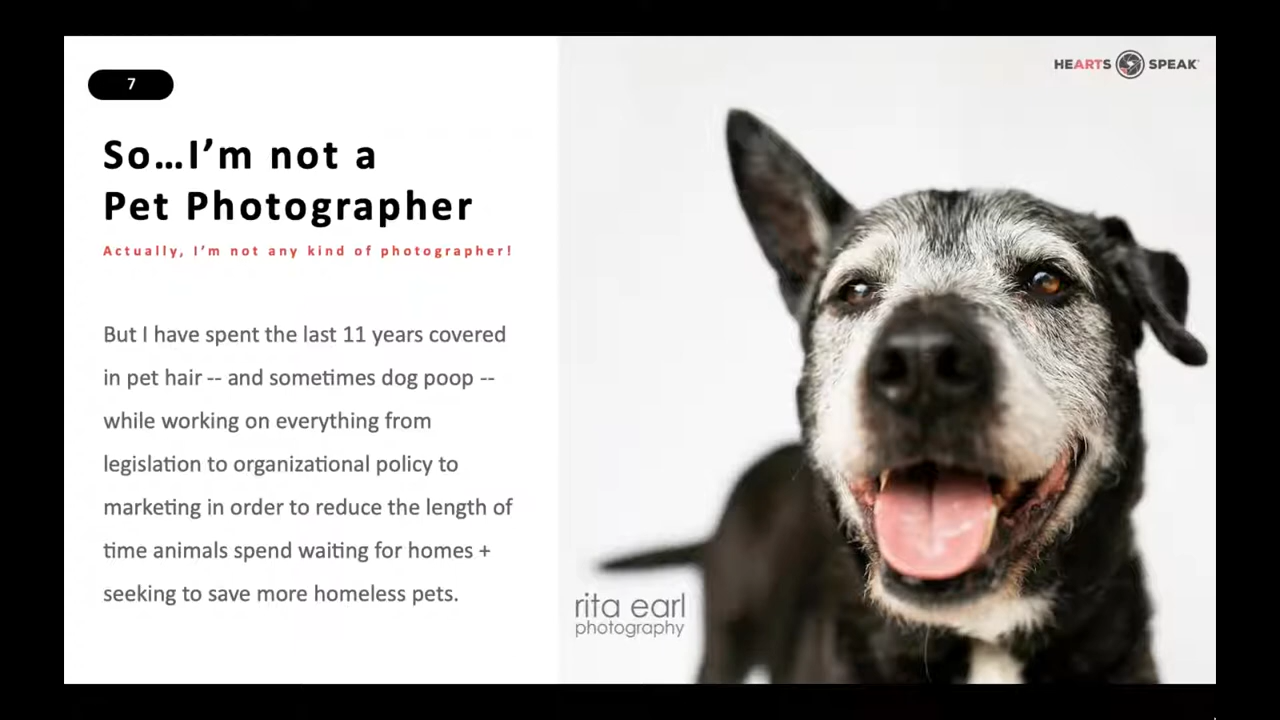 7
HEARTS SPEAK
So...I'm not a
Pet Photographer
Actually, I'm not any kind of photographer!
But I have spent the last 11 years covered
in pet hair -- and sometimes dog poop --
while working on everything from
legislation to organizational policy to
marketing in order to reduce the length of
time animals spend waiting for homes +
seeking to save more homeless pets.
rita earl
photography